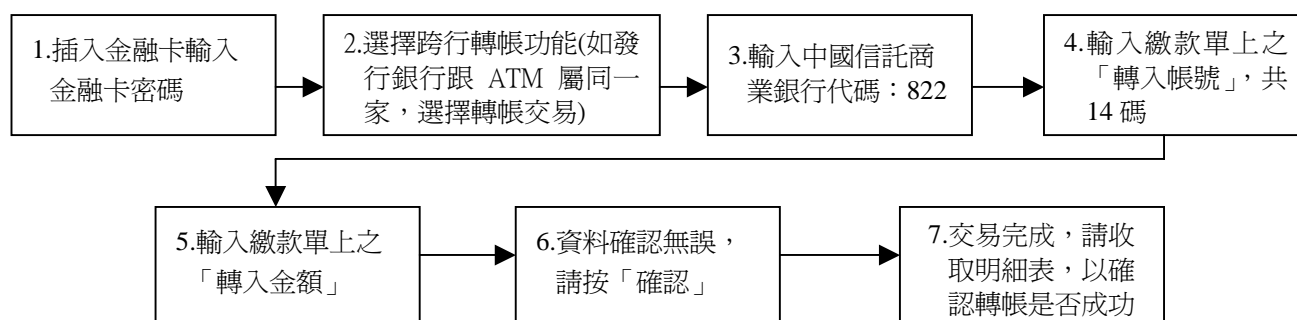 1.插入金融卡輸入
金融卡密碼
2.選擇跨行轉帳功能(如發
行銀行跟 ATM 屬同一
家，選擇轉帳交易)
3.輸入中國信託商
業銀行代碼：822
4.輸入繳款單上之
「轉入帳號」，共
14 碼
5.輸入繳款單上之
「轉入金額」
6.資料確認無誤，
請按「確認」
7.交易完成，請收
取明細表，以確
認轉帳是否成功